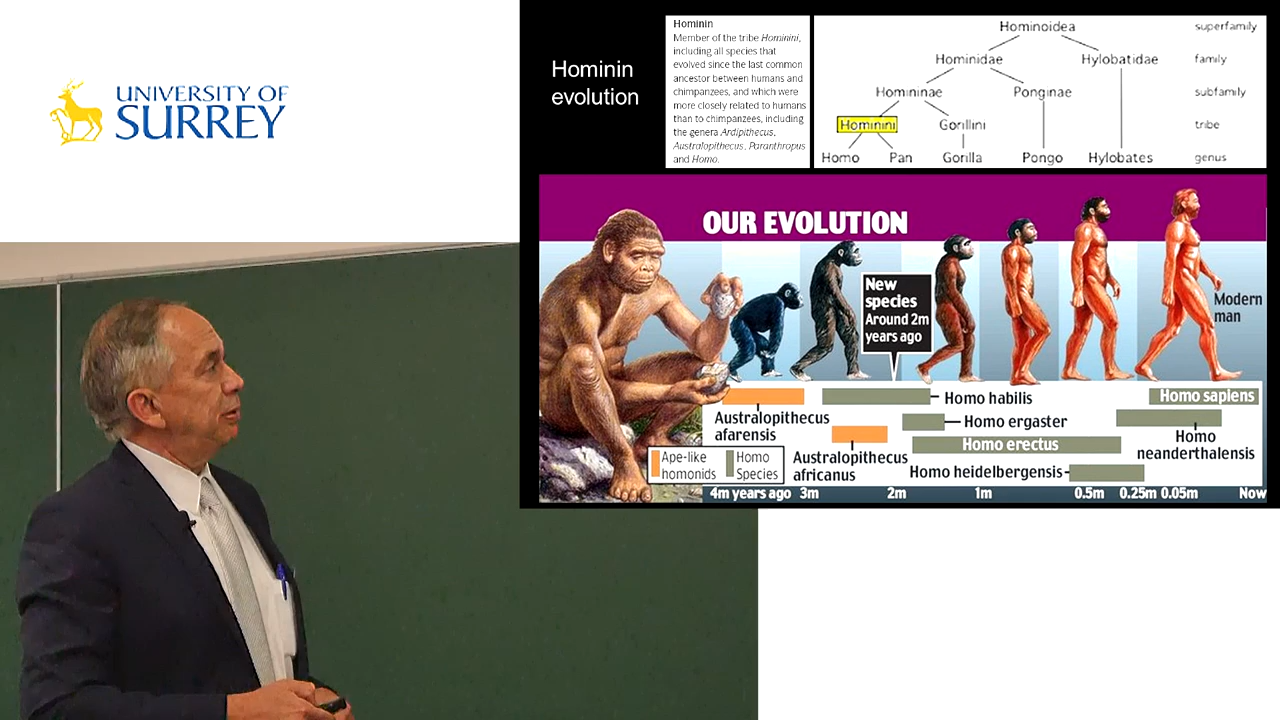 UNIVERSITY OF
SURREY
Hominin
evolution
Hominin
Member of the tribe Hominini,
including all species that
evolved since the last common
ancestor between humans and
chimpanzees, and which were
more closely related to humans
than to chimpanzees, including
the genera Ardipithecus,
Australopithecus, Paranthropus
and Homo.
Hominoidea superfamily
Hominidae Hylobatidae family
Homininae Ponginae subfamily
Hominini Gorillini tribe
Homo Pan Gorilla Pongo Hylobates genus
OUR EVOLUTION
New
species
Around 2m
years ago
Modern
man
Homo habilis
Homo sapiens
Australopithecus
afarensis
Homo ergaster
Homo
neanderthalensis
Homo erectus
Australopithecus
africanus
Homo heidelbergensis
Ape-like
homonids
Homo
Species
4m years ago 3m 2m 1m 0.5m 0.25m 0.05m Now